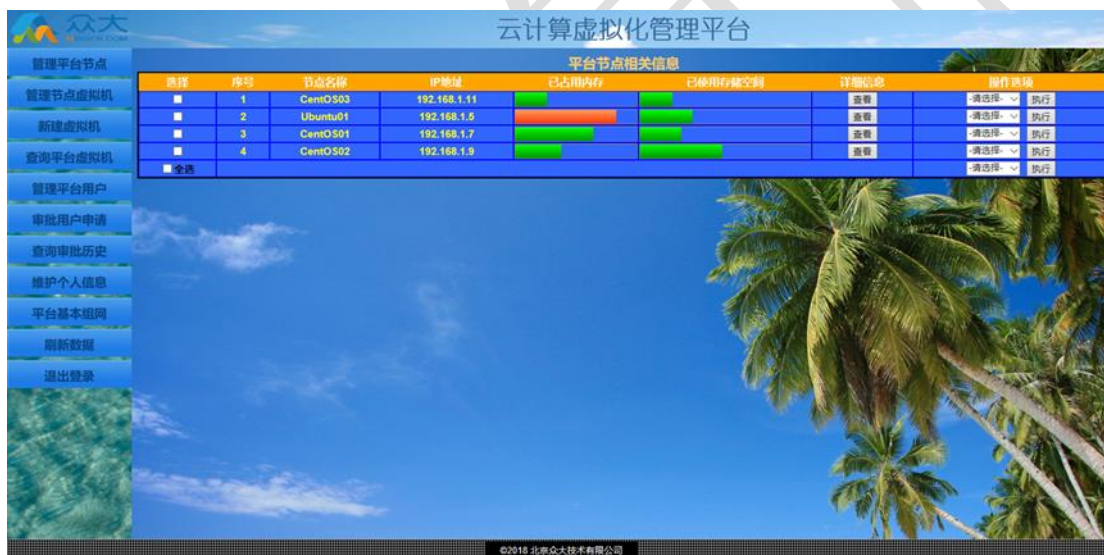 众大
云计算虚拟化管理平台
管理平台节点
管理节点虚拟机
新建虚拟机
查询平台虚拟机
管理平台用户
审批用户申请
查询审批历史
维护个人信息
平台基本组网
刷新数据
退出登录
平台节点相关信息
选择 序号 节点名称 IP地址 已占用内存 已使用存储空间 详细信息 操作选项
1 CentOS03 192.168.1.11 查看 -请选择- 执行
2 Ubuntu01 192.168.1.5 查看 -请选择- 执行
3 CentOS01 192.168.1.7 查看 -请选择- 执行
4 CentOS02 192.168.1.9 查看 -请选择- 执行
全选 -请选择- 执行
©2018 北京众大技术有限公司